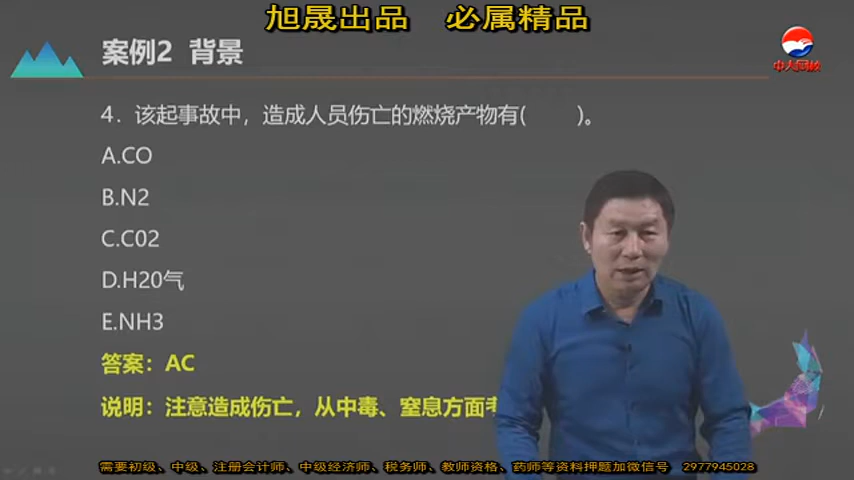 旭晟出品 必属精品
案例2 背景
中大网校
4．该起事故中，造成人员伤亡的燃烧产物有( )。
A.CO
B.N2
C.C02
D.H20气
E.NH3
答案：AC
说明：注意造成伤亡，从中毒、窒息方面考
需要初级、中级、注册会计师、中级经济师、税务师、教师资格、药师等资料押题加微信号 2977945028